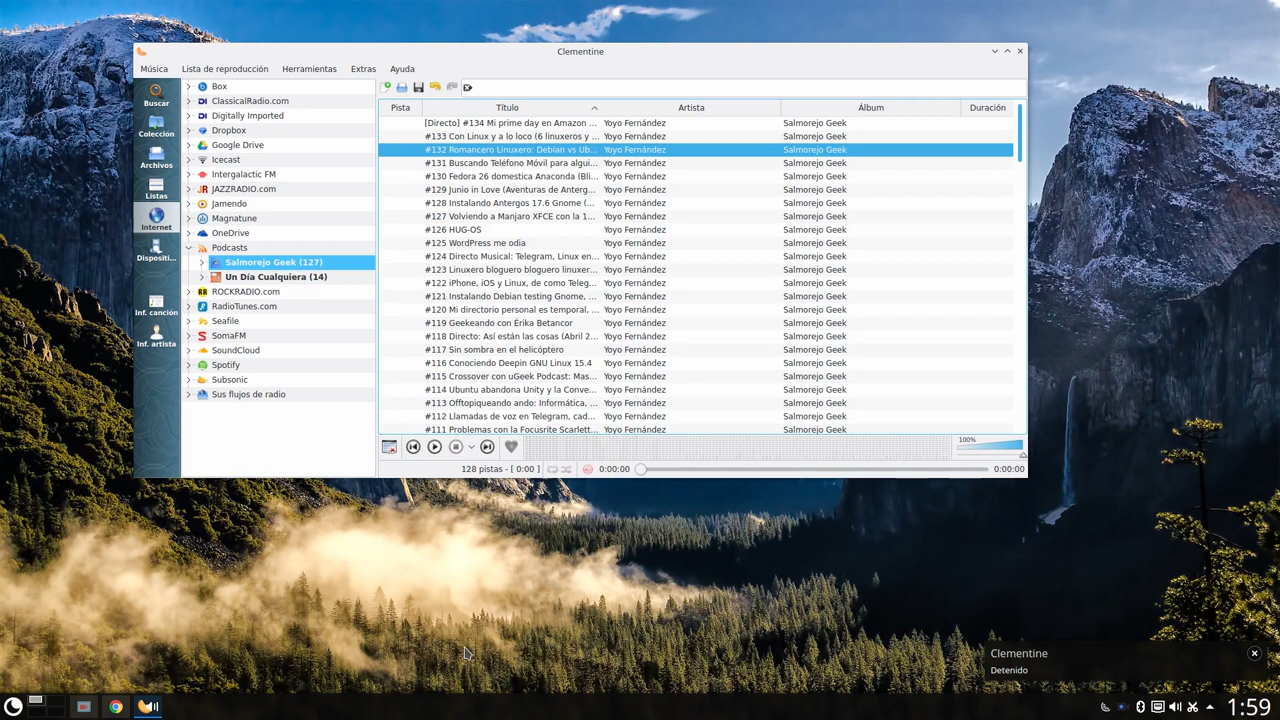 Clementine
Música Lista de reproducción Herramientas Extras Ayuda
Buscar
Colección
Archivos
Listas
Internet
Dispositi...
Inf. canción
Inf. artista
Box
ClassicalRadio.com
Digitally Imported
Dropbox
Google Drive
Icecast
Intergalactic FM
JAZZRADIO.com
Jamendo
Magnatune
OneDrive
Podcasts
Salmorejo Geek (127)
Un Día Cualquiera (14)
ROCKRADIO.com
RadioTunes.com
Seafile
SomaFM
SoundCloud
Spotify
Subsonic
Sus flujos de radio
Pista Título Artista Álbum Duración
[Directo] #134 Mi prime day en Amazon ... Yoyo Fernández Salmorejo Geek
#133 Con Linux y a lo loco (6 linuxeros y ... Yoyo Fernández Salmorejo Geek
#132 Romancero Linuxero: Debian vs Ub... Yoyo Fernández Salmorejo Geek
#131 Buscando Teléfono Móvil para algui... Yoyo Fernández Salmorejo Geek
#130 Fedora 26 domestica Anaconda (Bli... Yoyo Fernández Salmorejo Geek
#129 Junio in Love (Aventuras de Anterg... Yoyo Fernández Salmorejo Geek
#128 Instalando Antergos 17.6 Gnome (... Yoyo Fernández Salmorejo Geek
#127 Volviendo a Manjaro XFCE con la 1... Yoyo Fernández Salmorejo Geek
#126 HUG-OS Yoyo Fernández Salmorejo Geek
#125 WordPress me odia Yoyo Fernández Salmorejo Geek
#124 Directo Musical: Telegram, Linux en... Yoyo Fernández Salmorejo Geek
#123 Linuxero bloguero bloguero linuxer... Yoyo Fernández Salmorejo Geek
#122 iPhone, iOS y Linux, de como Teleg... Yoyo Fernández Salmorejo Geek
#121 Instalando Debian testing Gnome, ... Yoyo Fernández Salmorejo Geek
#120 Mi directorio personal es temporal, ... Yoyo Fernández Salmorejo Geek
#119 Geekeando con Érika Betancor Yoyo Fernández Salmorejo Geek
#118 Directo: Así están las cosas (Abril 2... Yoyo Fernández Salmorejo Geek
#117 Sin sombra en el helicóptero Yoyo Fernández Salmorejo Geek
#116 Conociendo Deepin GNU Linux 15.4 Yoyo Fernández Salmorejo Geek
#115 Crossover con uGeek Podcast: Mas... Yoyo Fernández Salmorejo Geek
#114 Ubuntu abandona Unity y la Conve... Yoyo Fernández Salmorejo Geek
#113 Offtopiqueando ando: Informática, ... Yoyo Fernández Salmorejo Geek
#112 Llamadas de voz en Telegram, cad... Yoyo Fernández Salmorejo Geek
#111 Problemas con la Focusrite Scarlett... Yoyo Fernández Salmorejo Geek
100%
128 pistas - [ 0:00 ] 0:00:00 0:00:00
Clementine
Detenido
1:59